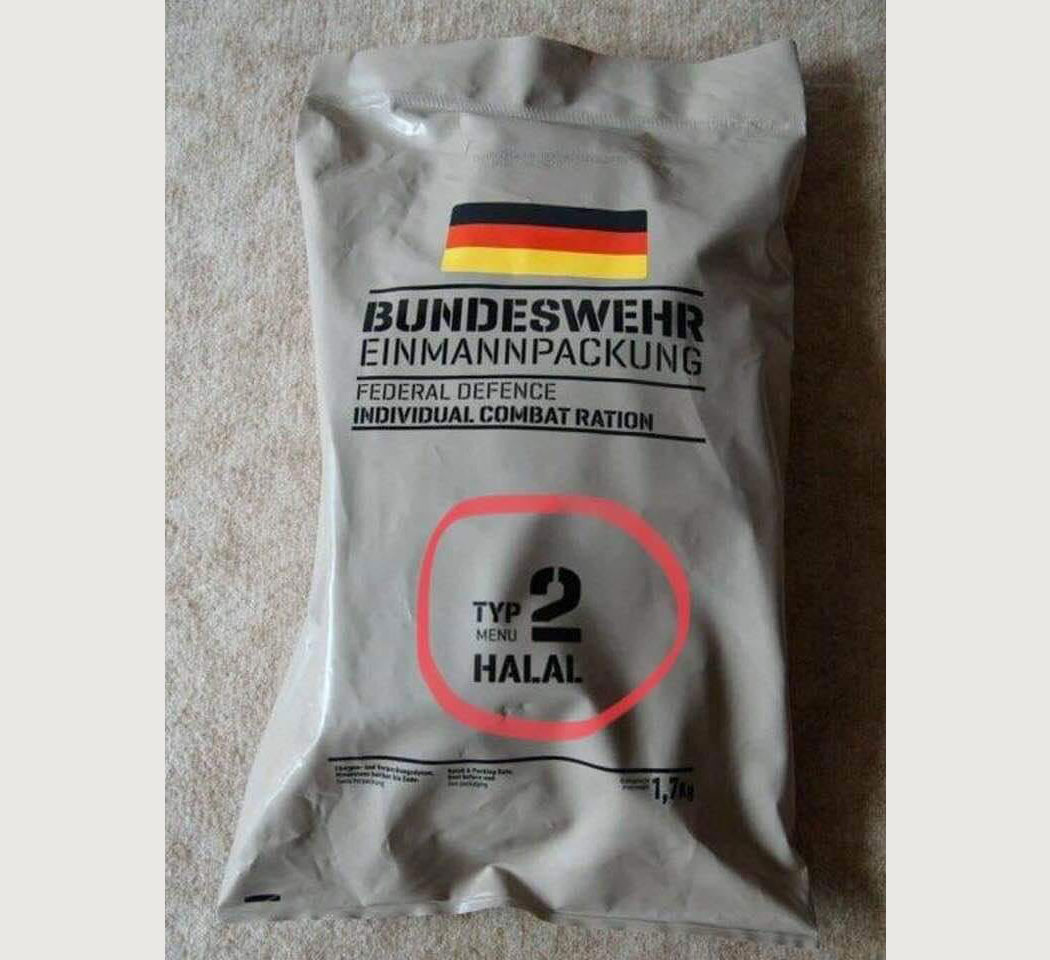 BUNDESWEHR
EINMANNPACKUNG
FEDERAL DEFENCE
INDIVIDUAL COMBAT RATION
TYP 2
MENU
HALAL
1,7Kg